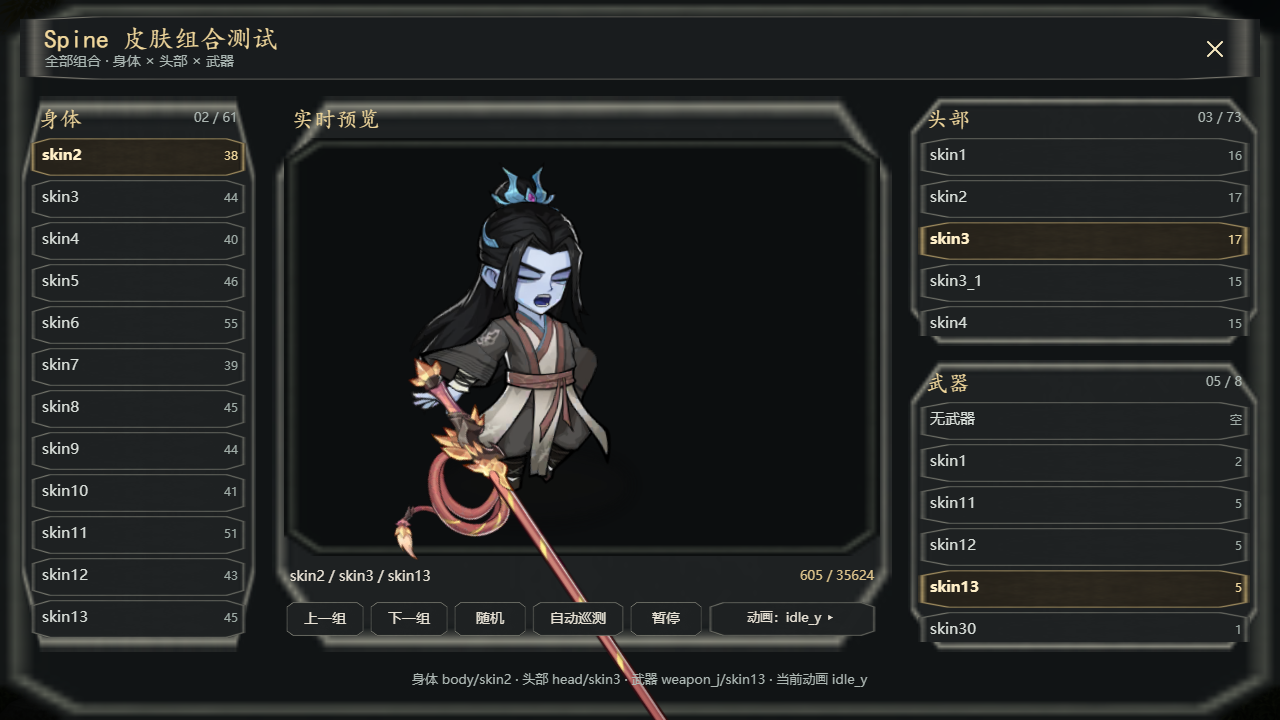 Spine 皮肤组合测试
全部组合 · 身体 × 头部 × 武器
身体 02 / 61
skin2 38
skin3 44
skin4 40
skin5 46
skin6 55
skin7 39
skin8 45
skin9 44
skin10 41
skin11 51
skin12 43
skin13 45
实时预览
skin2 / skin3 / skin13 605 / 35624
上一组 下一组 随机 自动巡测 暂停 动画: idle_y ▸
头部 03 / 73
skin1 16
skin2 17
skin3 17
skin3_1 15
skin4 15
武器 05 / 8
无武器 空
skin1 2
skin11 5
skin12 5
skin13 5
skin30 1
身体 body/skin2 · 头部 head/skin3 · 武器 weapon_j/skin13 · 当前动画 idle_y